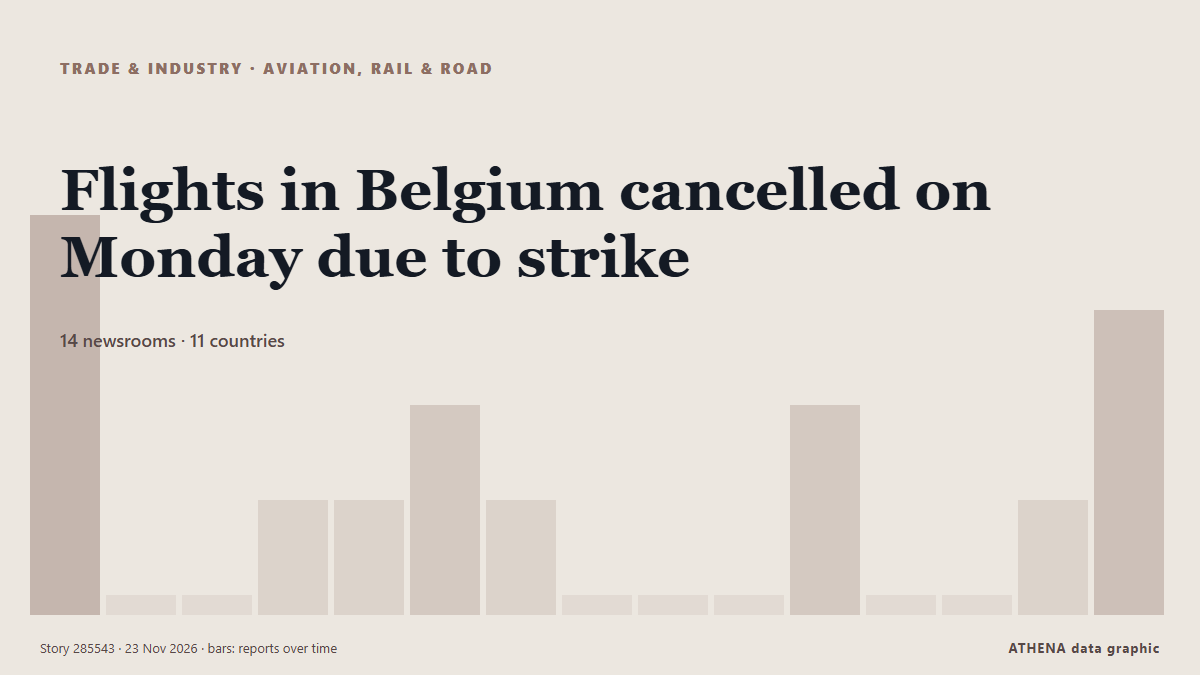 TRADE & INDUSTRY · AVIATION, RAIL & ROAD
Flights in Belgium cancelled on
Monday due to strike
14 newsrooms · 11 countries
Story 285543 · 23 Nov 2026 · bars: reports over time
ATHENA data graphic